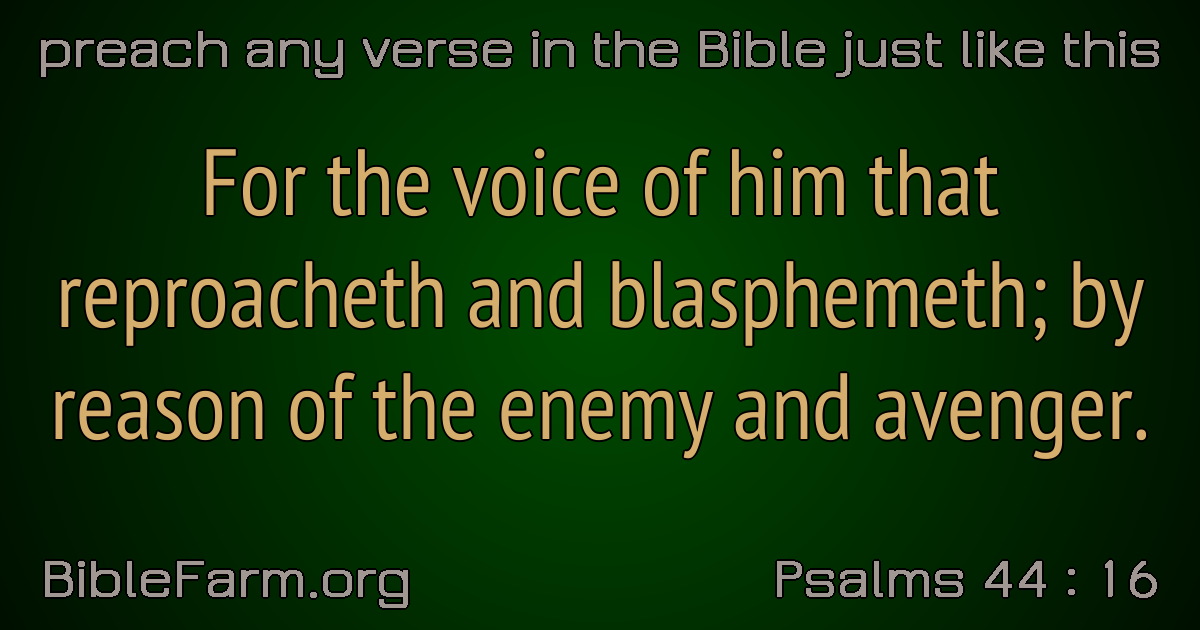 preach any verse in the Bible just like this
For the voice of him that
reproacheth and blasphemeth; by
reason of the enemy and avenger.
BibleFarm.org
Psalms 44 : 16